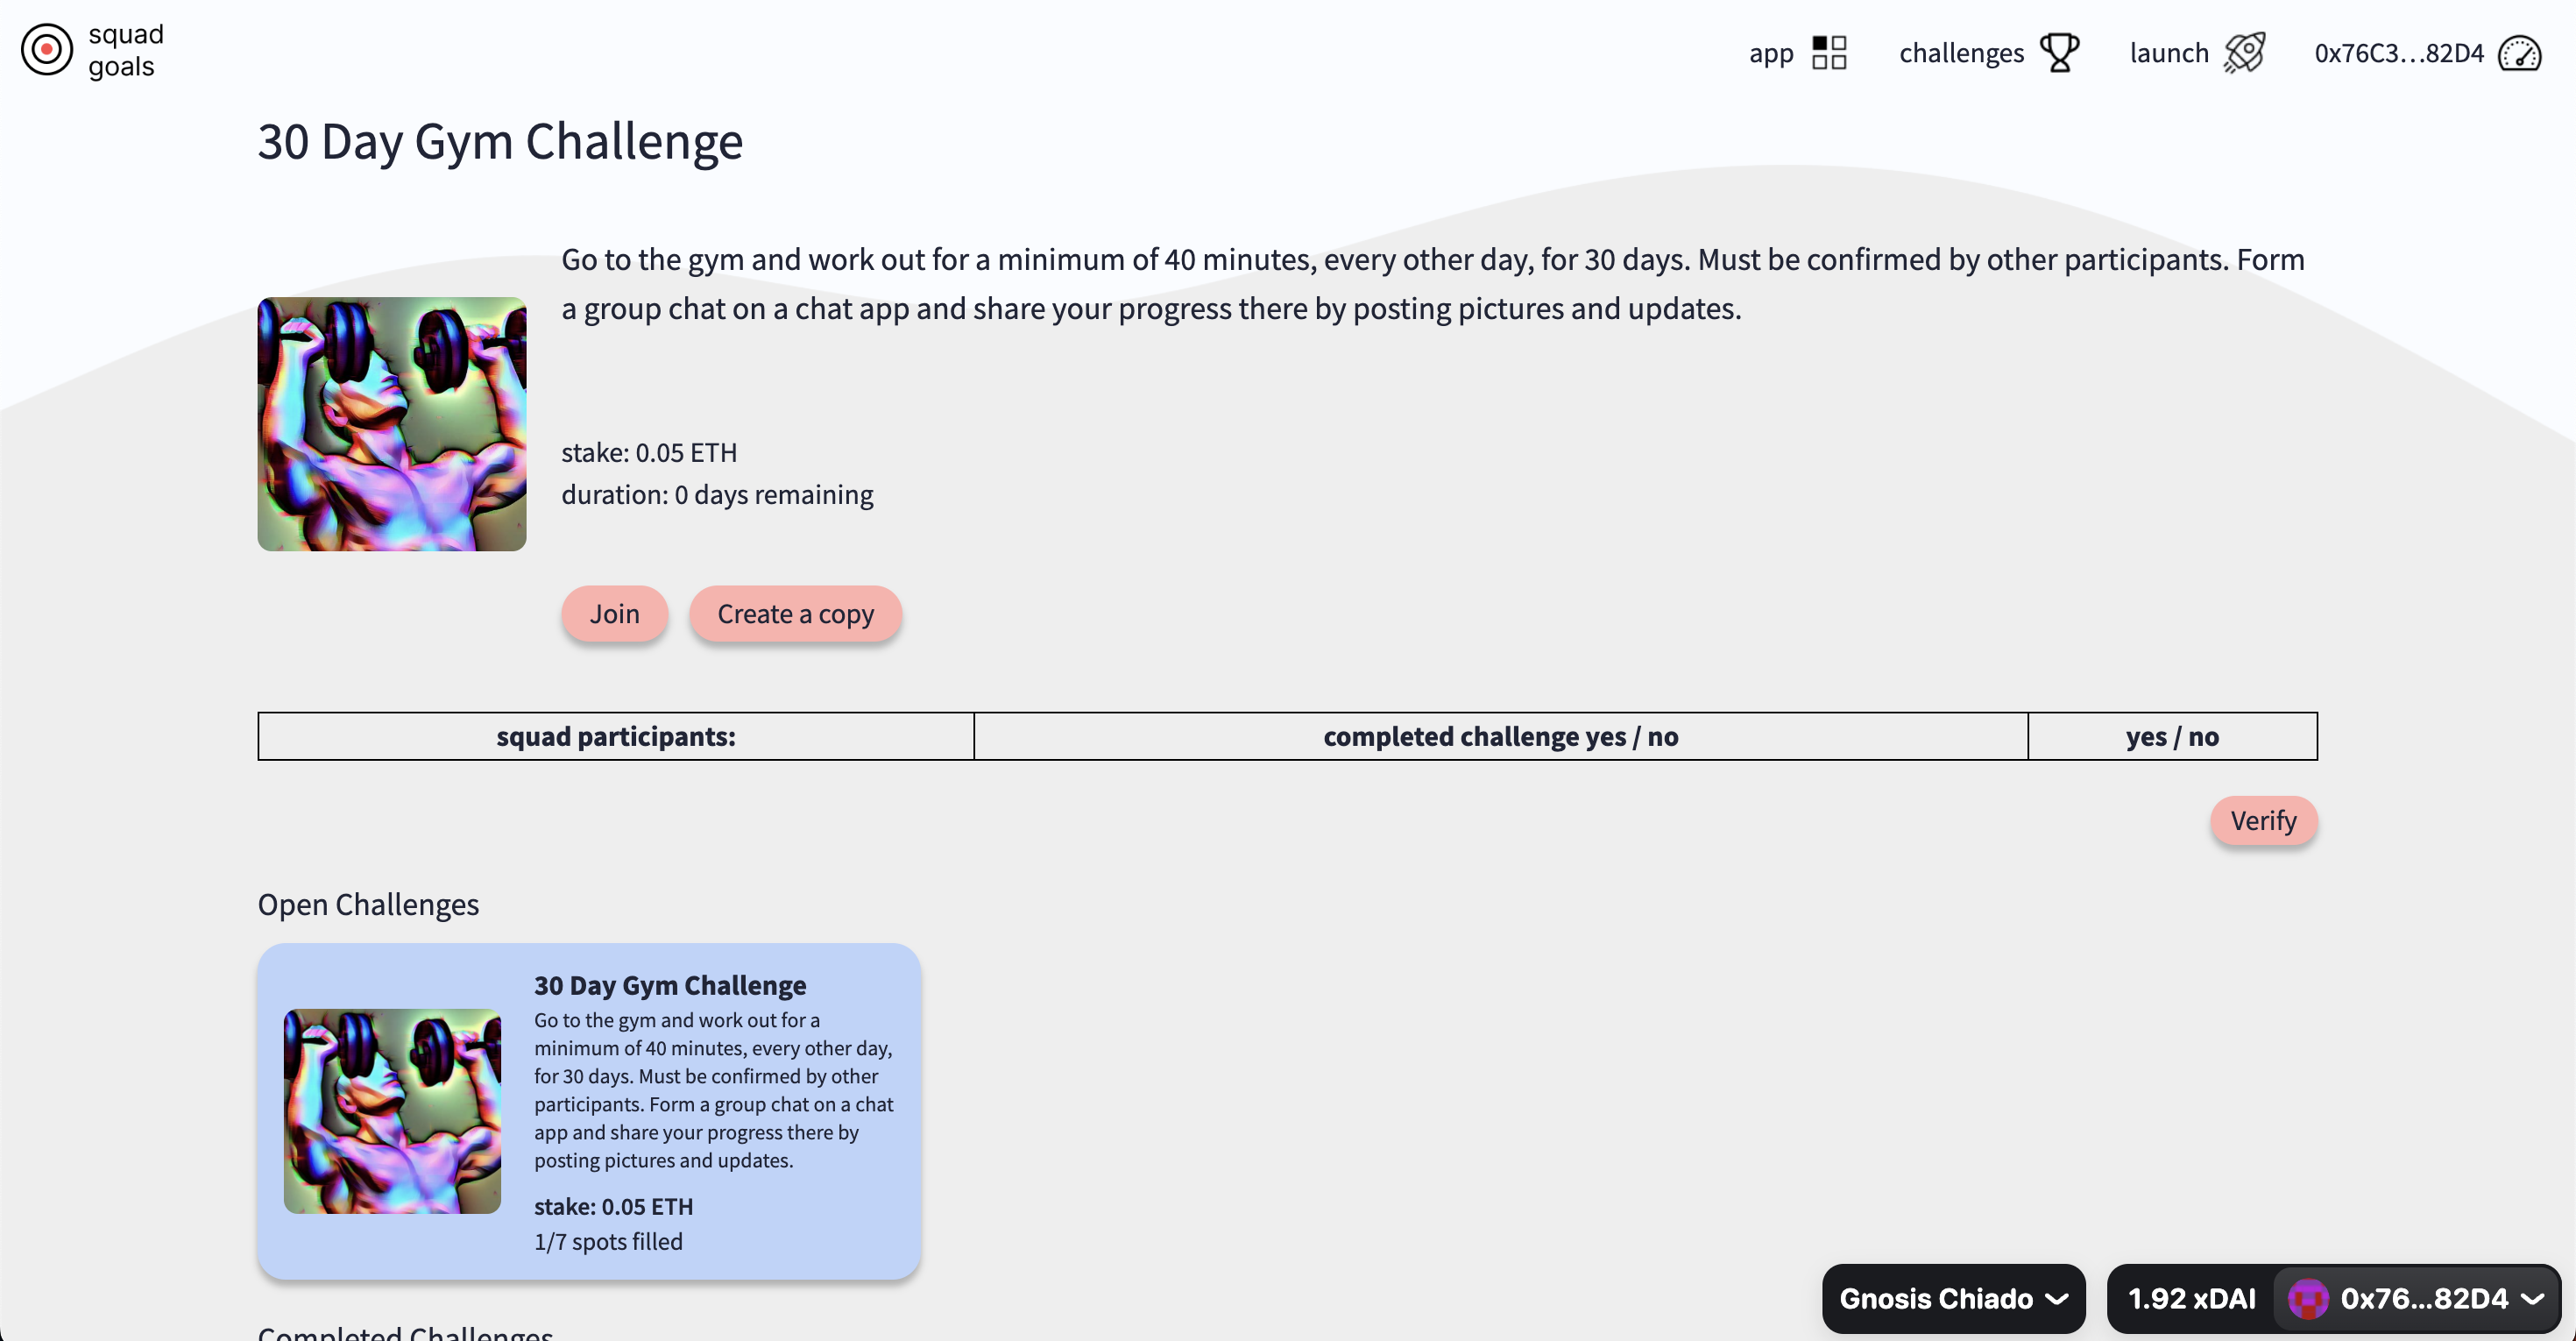 squad
goals
app
challenges
launch
0x76C3...82D4
30 Day Gym Challenge
Go to the gym and work out for a minimum of 40 minutes, every other day, for 30 days. Must be confirmed by other participants. Form
a group chat on a chat app and share your progress there by posting pictures and updates.
stake: 0.05 ETH
duration: 0 days remaining
Join
Create a copy
squad participants:
completed challenge yes / no
yes / no
Verify
Open Challenges
30 Day Gym Challenge
Go to the gym and work out for a
minimum of 40 minutes, every other day,
for 30 days. Must be confirmed by other
participants. Form a group chat on a chat
app and share your progress there by
posting pictures and updates.
stake: 0.05 ETH
1/7 spots filled
Gnosis Chiado
1.92 xDAI
0x76...82D4
Completed Challenges